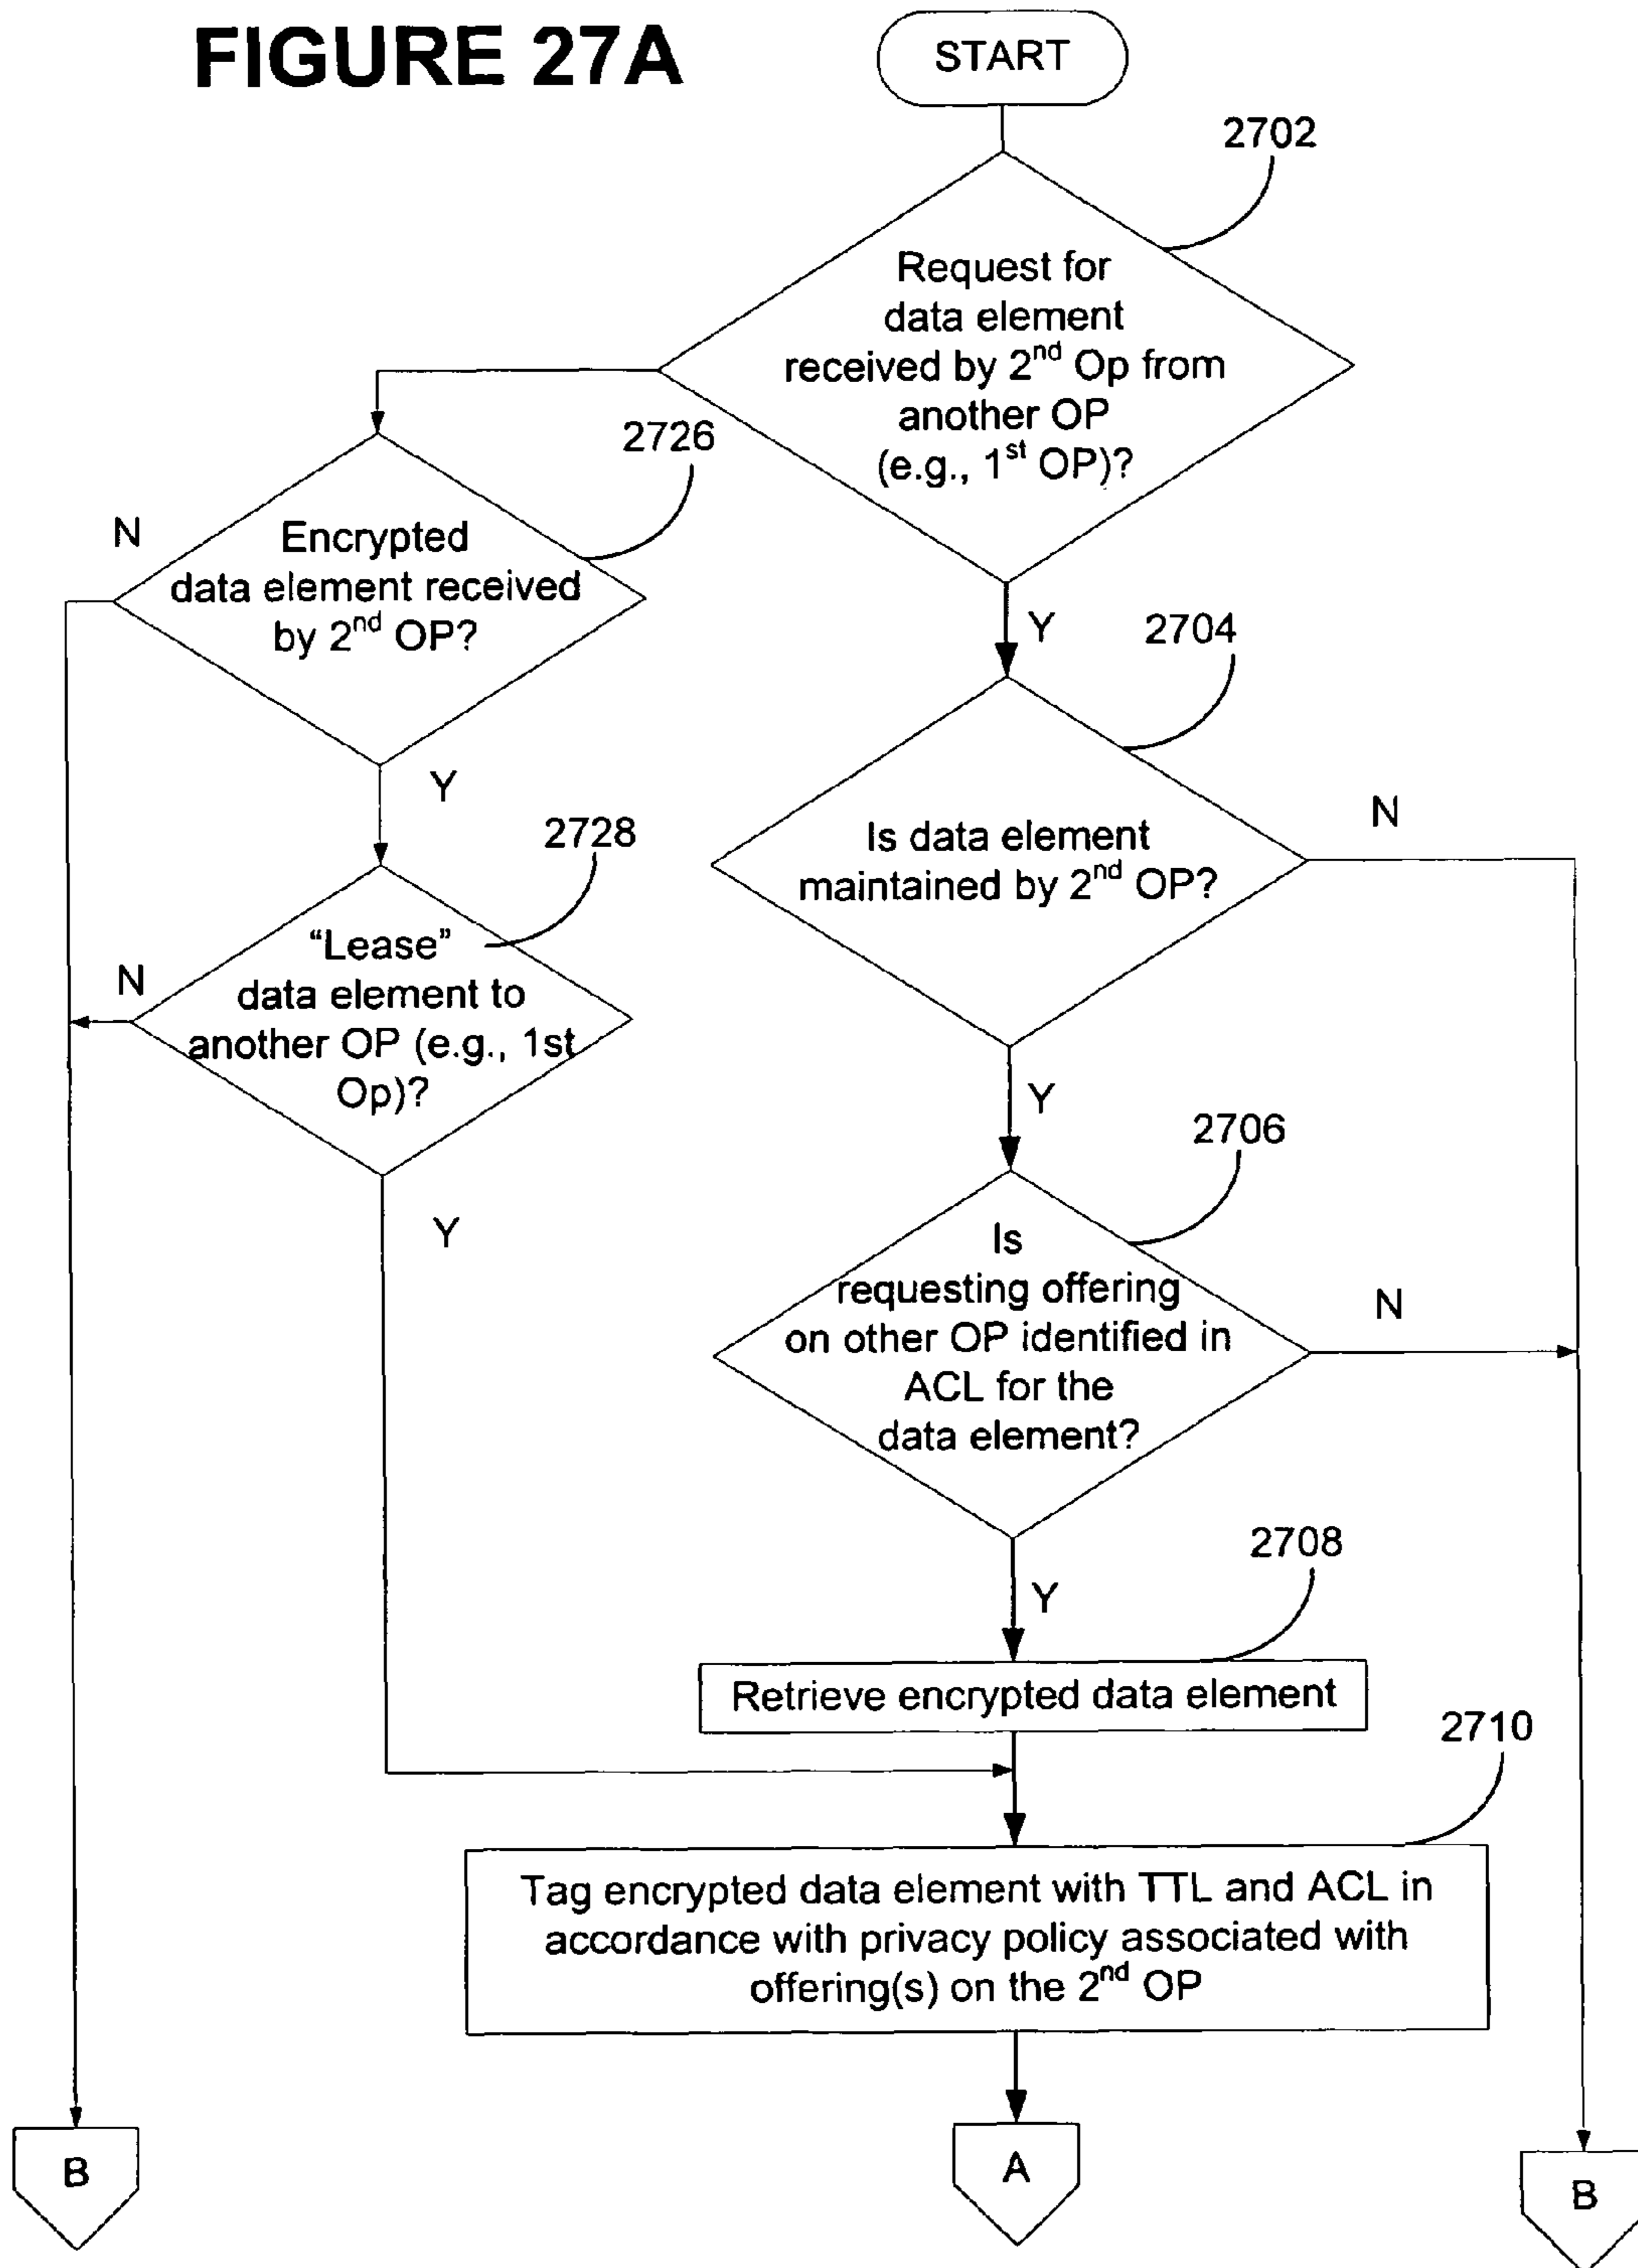 FIGURE 27A
START
2702
Request for
data element
received by 2nd Op from
another OP
(e.g., 1st OP)?
2726
N
Encrypted
data element received
by 2nd OP?
Y
2704
Y
Is data element
maintained by 2nd OP?
N
2728
"Lease"
data element to
another OP (e.g., 1st
Op)?
N
Y
Y
2706
Is
requesting offering
on other OP identified in
ACL for the
data element?
N
Y
2708
Retrieve encrypted data element
2710
Tag encrypted data element with TTL and ACL in
accordance with privacy policy associated with
offering(s) on the 2nd OP
B
A
B